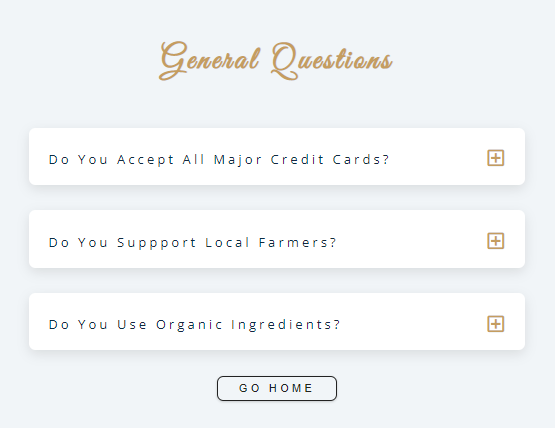 General Questions
Do You Accept All Major Credit Cards?
Do You Suppport Local Farmers?
Do You Use Organic Ingredients?
GO HOME